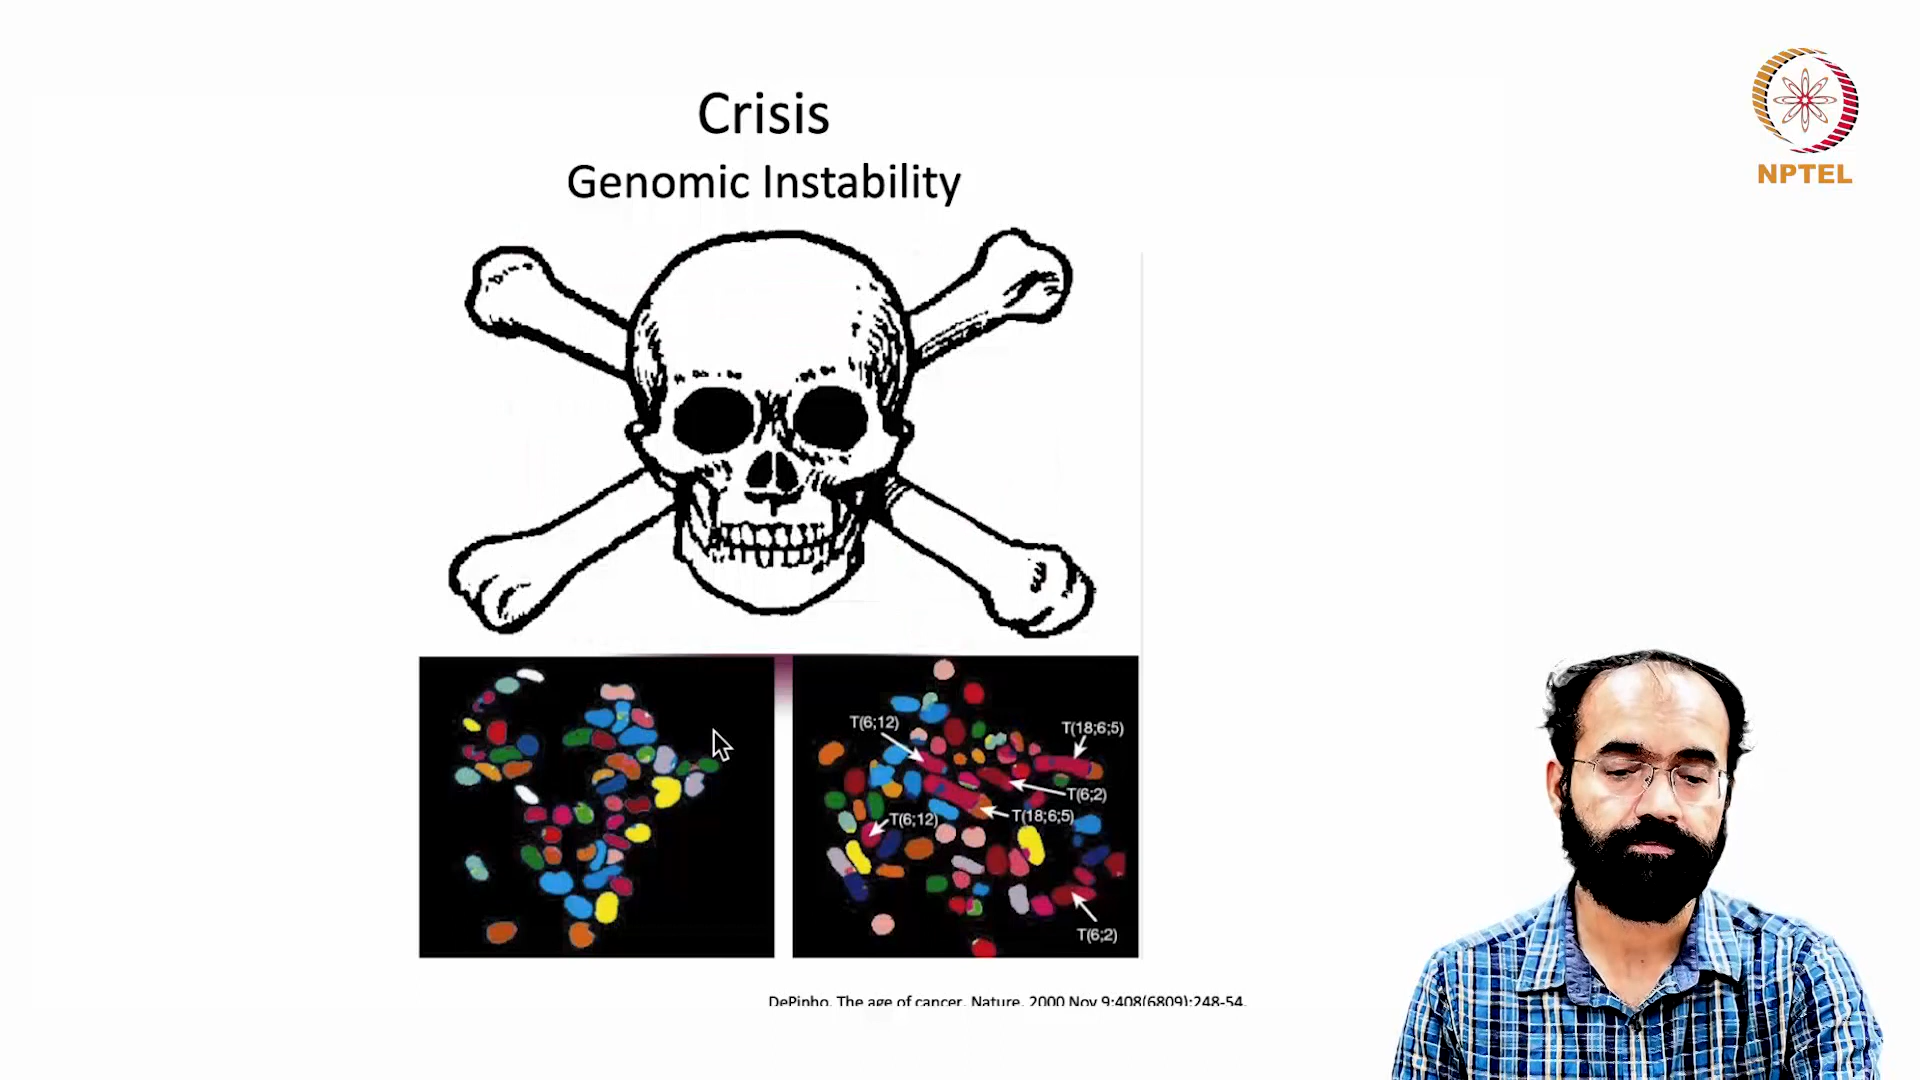 NPTEL
Crisis
Genomic Instability
T(6;12)
T(18;6;5)
T(6;2)
T(18;6;5)
T(6;12)
T(6;2)
DePinho. The age of cancer. Nature. 2000 Nov 9;408(6809):248-54.